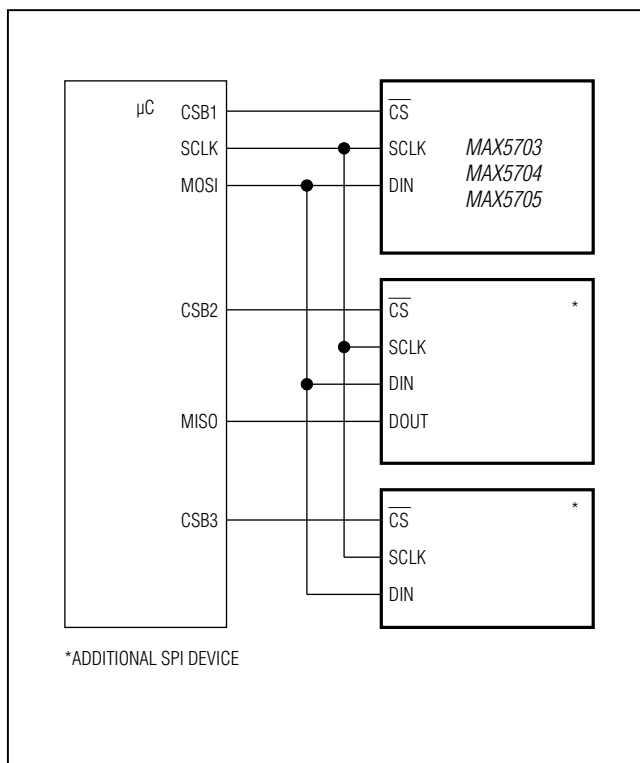 µC
CSB1
SCLK
MOSI
CSB2
MISO
CSB3
CS
SCLK
DIN
MAX5703
MAX5704
MAX5705
CS
*
SCLK
DIN
DOUT
CS
*
SCLK
DIN
*ADDITIONAL SPI DEVICE